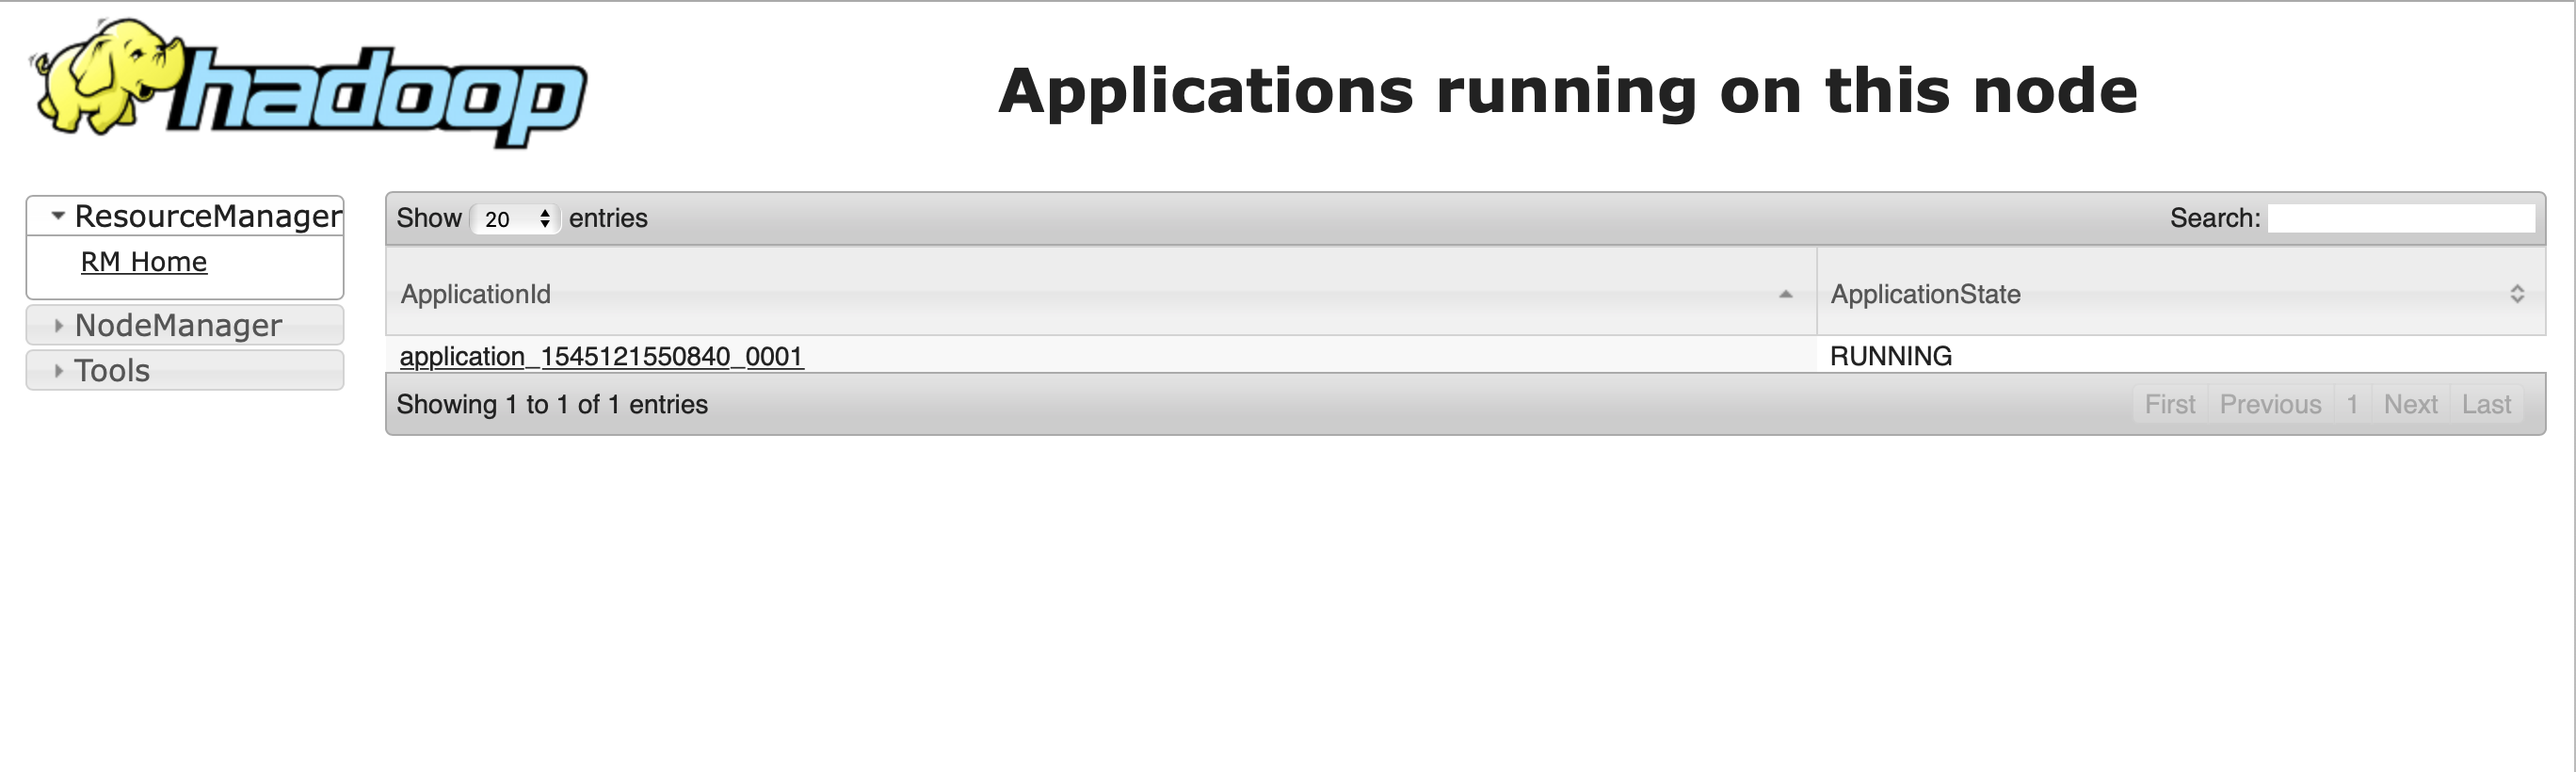 hadoop
Applications running on this node
ResourceManager
RM Home
NodeManager
Tools
Show 20 entries
Search:
ApplicationId ApplicationState
application_1545121550840_0001 RUNNING
Showing 1 to 1 of 1 entries
First Previous 1 Next Last